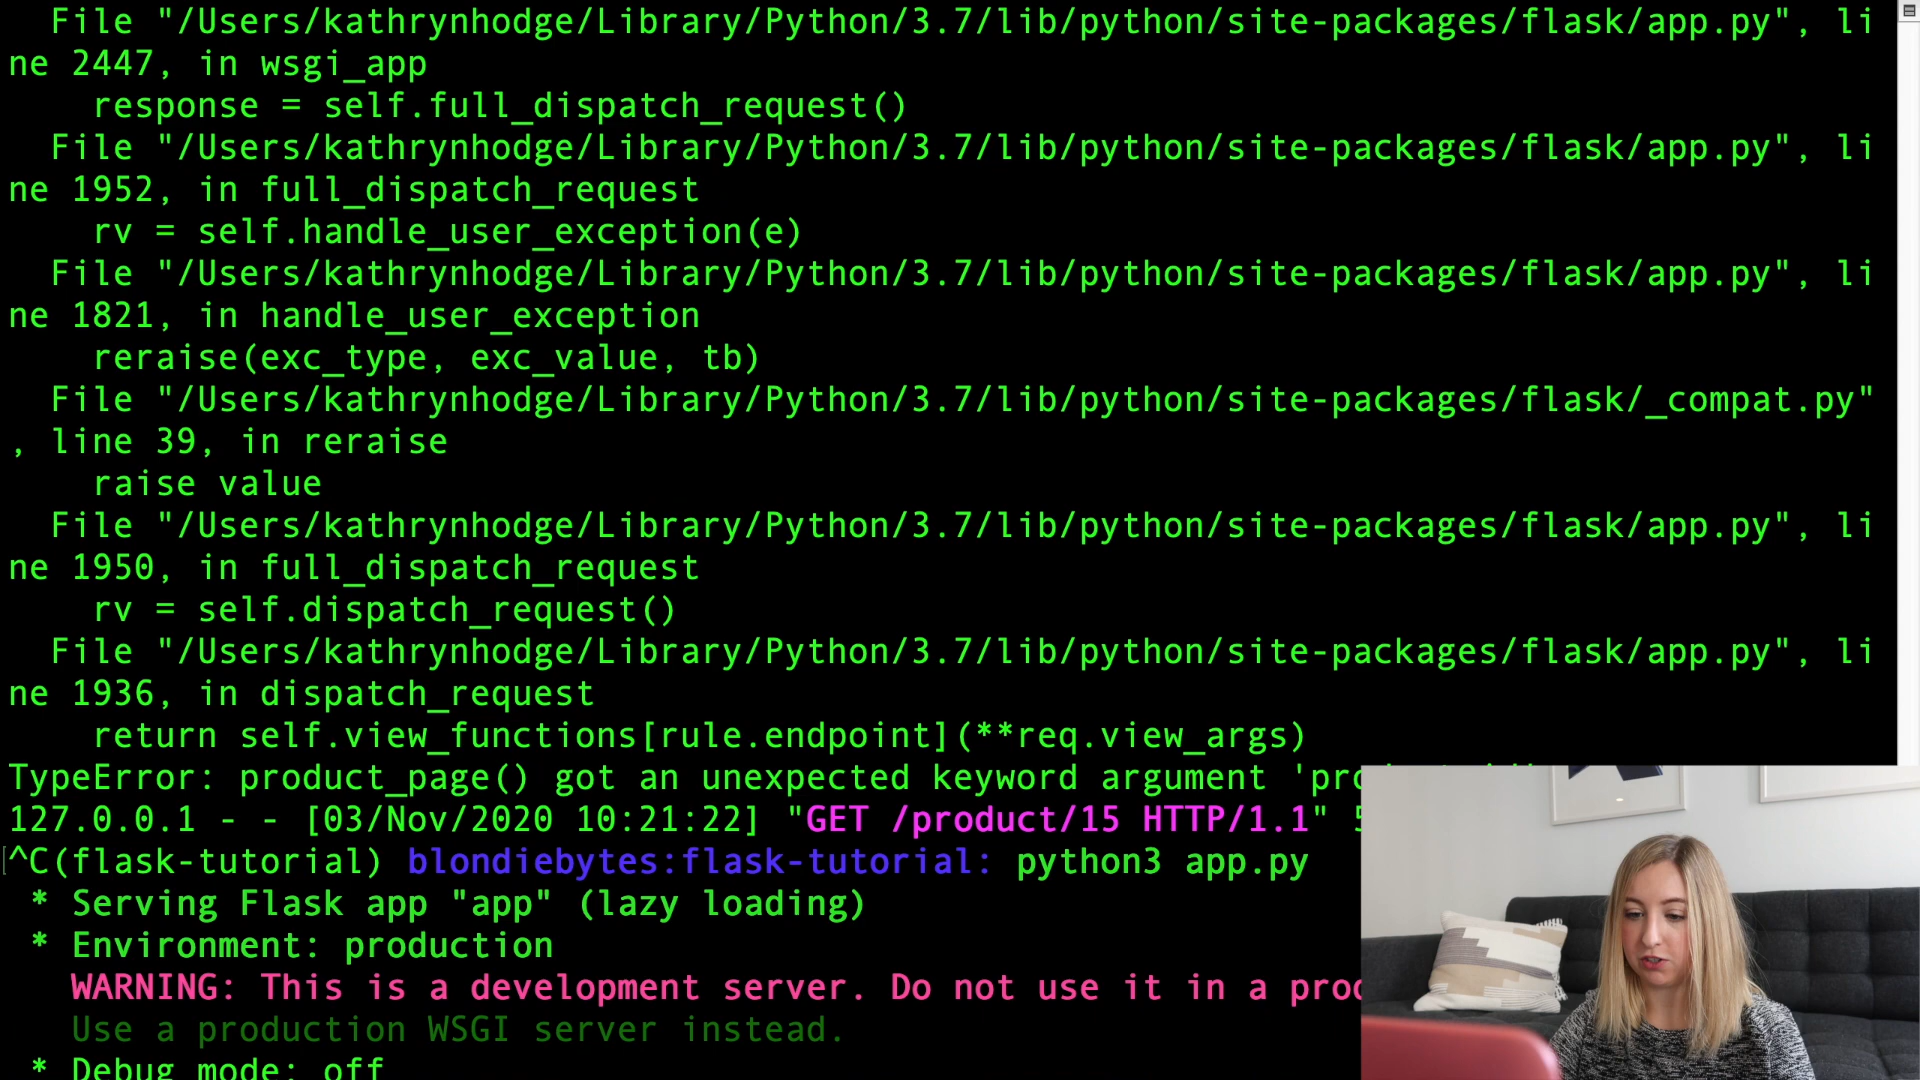 File "/Users/kathrynhodge/Library/Python/3.7/lib/python/site-packages/flask/app.py", li
ne 2447, in wsgi_app
response = self.full_dispatch_request()
File "/Users/kathrynhodge/Library/Python/3.7/lib/python/site-packages/flask/app.py", li
ne 1952, in full_dispatch_request
rv = self.handle_user_exception(e)
File "/Users/kathrynhodge/Library/Python/3.7/lib/python/site-packages/flask/app.py", li
ne 1821, in handle_user_exception
reraise(exc_type, exc_value, tb)
File "/Users/kathrynhodge/Library/Python/3.7/lib/python/site-packages/flask/_compat.py"
, line 39, in reraise
raise value
File "/Users/kathrynhodge/Library/Python/3.7/lib/python/site-packages/flask/app.py", li
ne 1950, in full_dispatch_request
rv = self.dispatch_request()
File "/Users/kathrynhodge/Library/Python/3.7/lib/python/site-packages/flask/app.py", li
ne 1936, in dispatch_request
return self.view_functions[rule.endpoint](**req.view_args)
TypeError: product_page() got an unexpected keyword argument
127.0.0.1 - - [03/Nov/2020 10:21:22] "GET /product/15 HTTP/1.1"
^C(flask-tutorial) blondiebytes:flask-tutorial: python3 app.py
* Serving Flask app "app" (lazy loading)
* Environment: production
WARNING: This is a development server. Do not use it in a
Use a production WSGI server instead.
* Debug mode: off